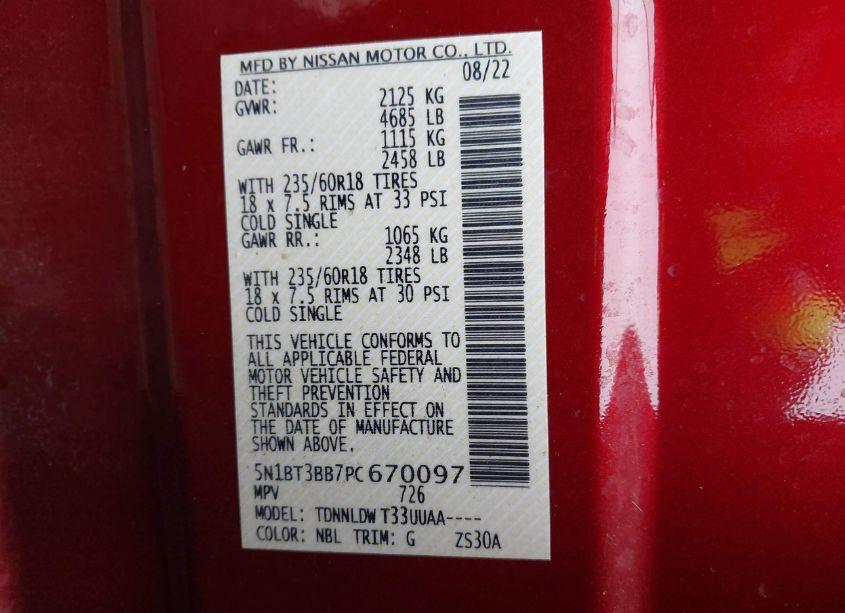 MFD BY NISSAN MOTOR CO., LTD.
DATE: 08/22
GVWR: 2125 KG
4685 LB
GAWR FR.: 1115 KG
2458 LB
WITH 235/60R18 TIRES
18 x 7.5 RIMS AT 33 PSI
COLD SINGLE
GAWR RR.: 1065 KG
2348 LB
WITH 235/60R18 TIRES
18 x 7.5 RIMS AT 30 PSI
COLD SINGLE
THIS VEHICLE CONFORMS TO
ALL APPLICABLE FEDERAL
MOTOR VEHICLE SAFETY AND
THEFT PREVENTION
STANDARDS IN EFFECT ON
THE DATE OF MANUFACTURE
SHOWN ABOVE.
5N1BT3BB7PC670097
MPV 726
MODEL: TDNNLDW T33UUAA----
COLOR: NBL TRIM: G ZS30A